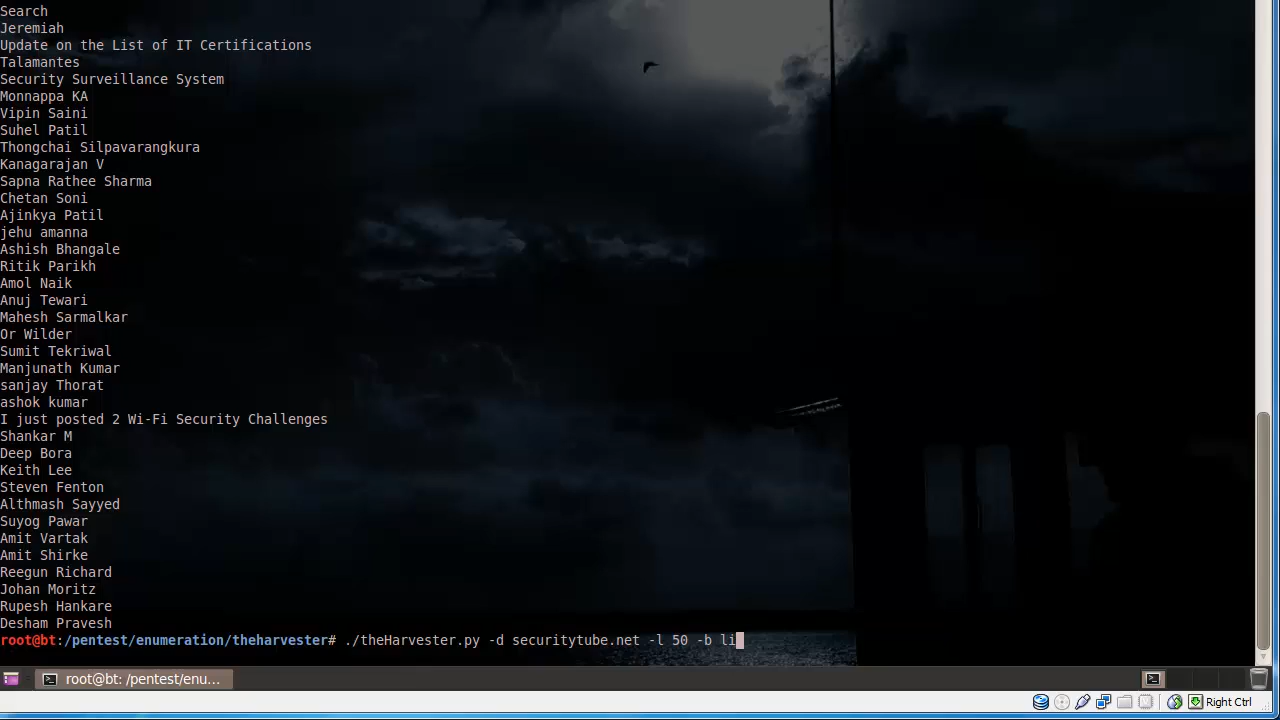 Search
Jeremiah
Update on the List of IT Certifications
Talamantes
Security Surveillance System
Monnappa KA
Vipin Saini
Suhel Patil
Thongchai Silpavarangkura
Kanagarajan V
Sapna Rathee Sharma
Chetan Soni
Ajinkya Patil
jehu amanna
Ashish Bhangale
Ritik Parikh
Amol Naik
Anuj Tewari
Mahesh Sarmalkar
Or Wilder
Sumit Tekriwal
Manjunath Kumar
sanjay Thorat
ashok kumar
I just posted 2 Wi-Fi Security Challenges
Shankar M
Deep Bora
Keith Lee
Steven Fenton
Althmash Sayyed
Suyog Pawar
Amit Vartak
Amit Shirke
Reegun Richard
Johan Moritz
Rupesh Hankare
Desham Pravesh
root@bt:/pentest/enumeration/theharvester# ./theHarvester.py -d securitytube.net -l 50 -b li
root@bt: /pentest/enu...
Right Ctrl